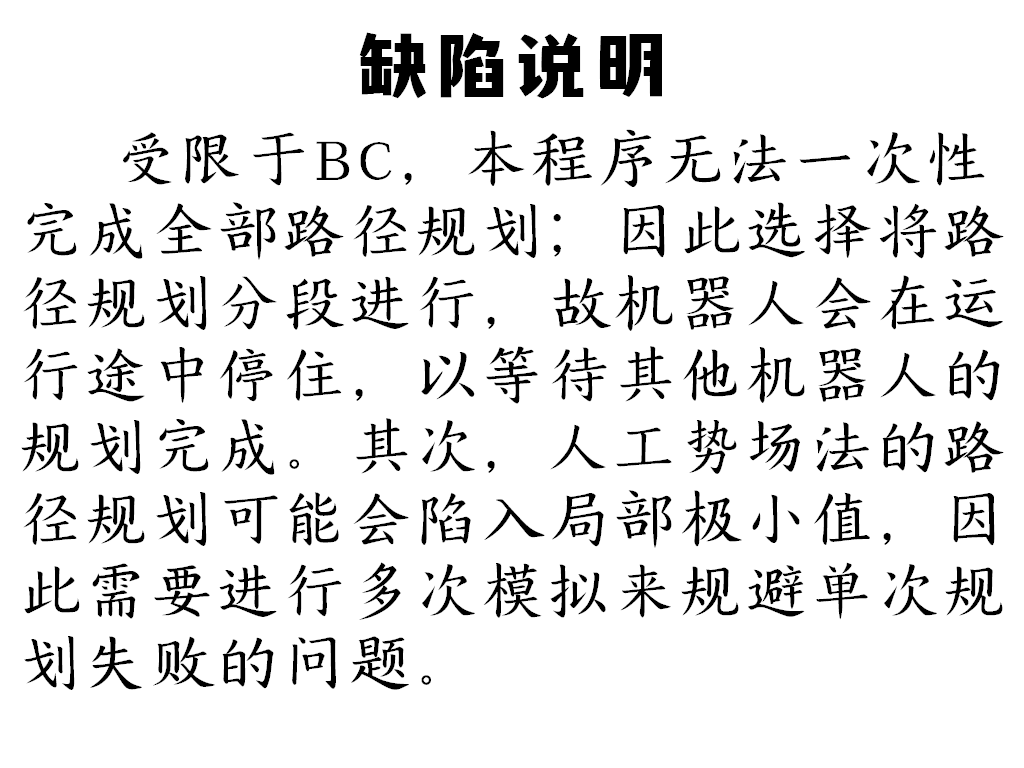 缺陷说明
受限于BC，本程序无法一次性
完成全部路径规划；因此选择将路
径规划分段进行，故机器人会在运
行途中停住，以等待其他机器人的
规划完成。其次，人工势场法的路
径规划可能会陷入局部极小值，因
此需要进行多次模拟来规避单次规
划失败的问题。